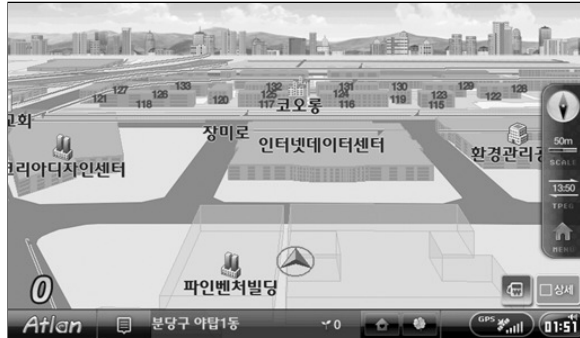 133
132
131
130
127
126
125
124
123
128
121
120
129
122
118
117
116
119
115
코오롱
교회
장미로
인터넷데이터센터
환경관리공
코리아디자인센터
50m
SCALE
13:50
TPEG
MENU
파인벤처빌딩
0
상세
Atlan
분당구 야탑1동
0
GPS
01:51